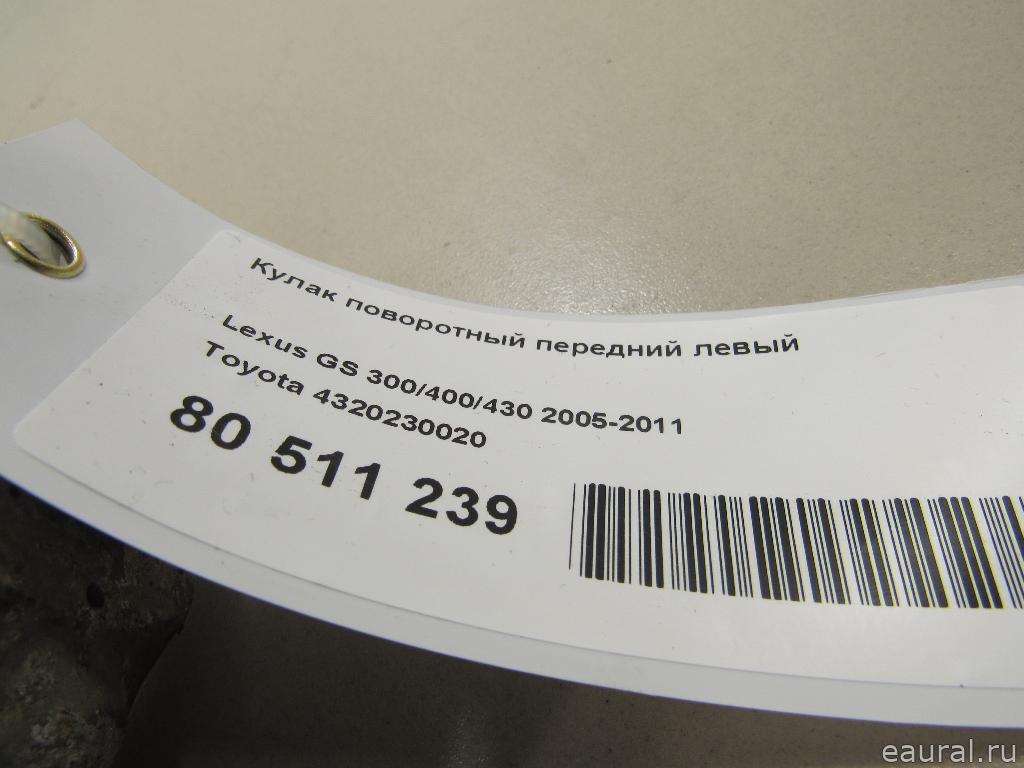 Кулак поворотный передний левый
Lexus GS 300/400/430 2005-2011
Toyota 4320230020
80 511 239
eaural.ru